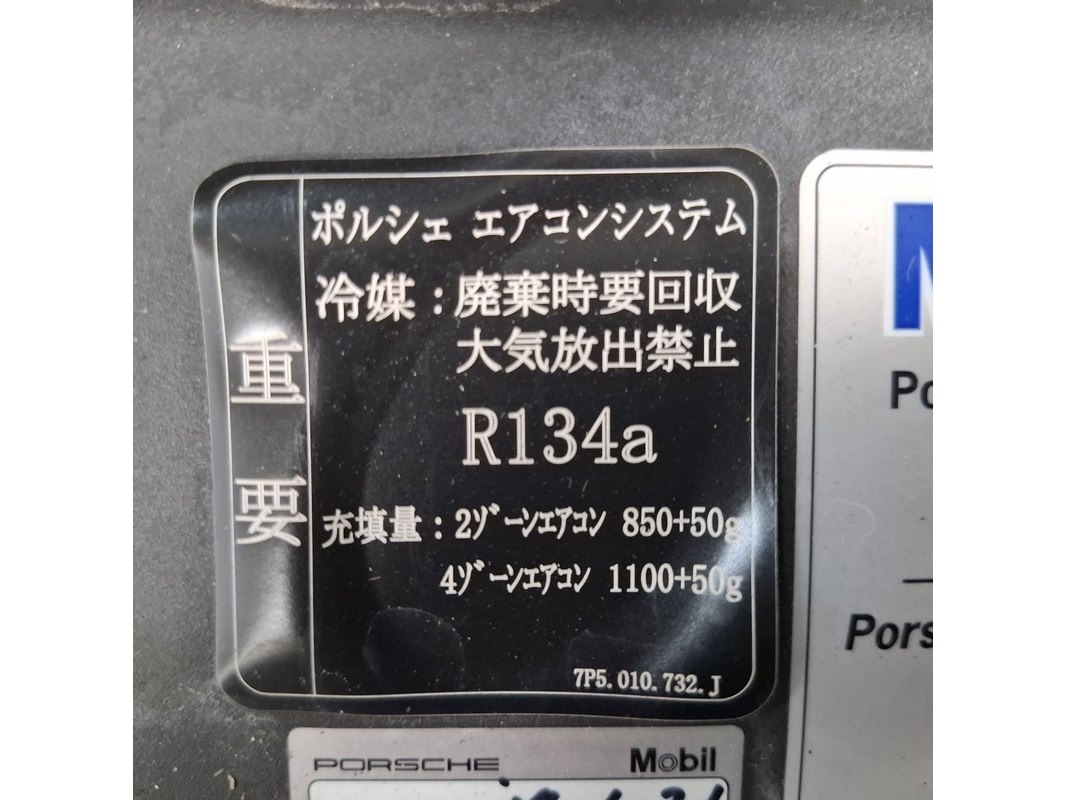 重要
ポルシェ エアコンシステム
冷媒：廃棄時要回収
大気放出禁止
R134a
充填量：2ｿﾞｰﾝｴｱｺﾝ 850+50g
4ｿﾞｰﾝｴｱｺﾝ 1100+50g
7P5.010.732.J
PORSCHE Mobil